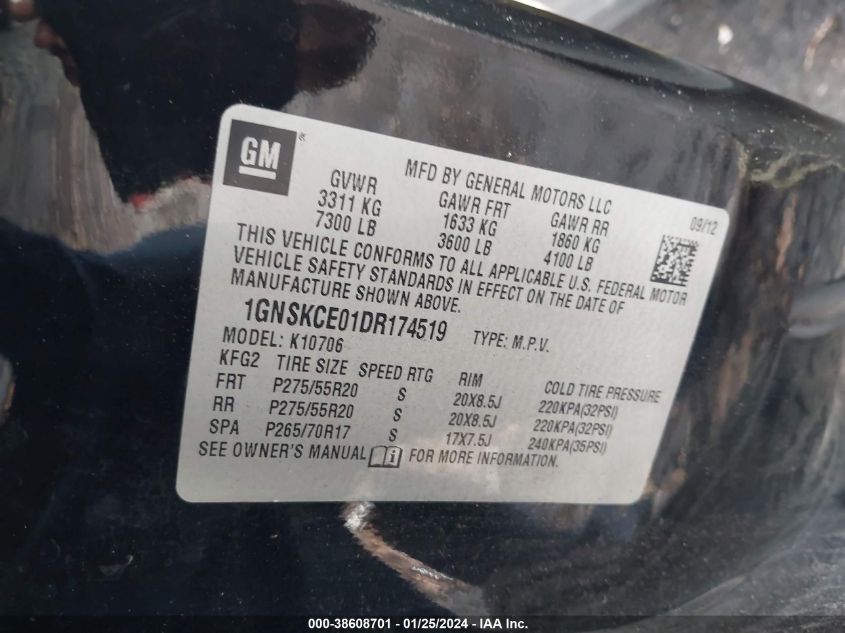 GM ®
MFD BY GENERAL MOTORS LLC
09/12
GVWR GAWR FRT GAWR RR
3311 KG 1633 KG 1860 KG
7300 LB 3600 LB 4100 LB
THIS VEHICLE CONFORMS TO ALL APPLICABLE U.S. FEDERAL MOTOR
VEHICLE SAFETY STANDARDS IN EFFECT ON THE DATE OF
MANUFACTURE SHOWN ABOVE.
1GNSKCE01DR174519 TYPE: M.P.V.
MODEL: K10706
KFG2 TIRE SIZE SPEED RTG RIM COLD TIRE PRESSURE
FRT P275/55R20 S 20X8.5J 220KPA(32PSI)
RR P275/55R20 S 20X8.5J 220KPA(32PSI)
SPA P265/70R17 S 17X7.5J 240KPA(35PSI)
SEE OWNER'S MANUAL i FOR MORE INFORMATION.
000-38608701 - 01/25/2024 - IAA, Inc.